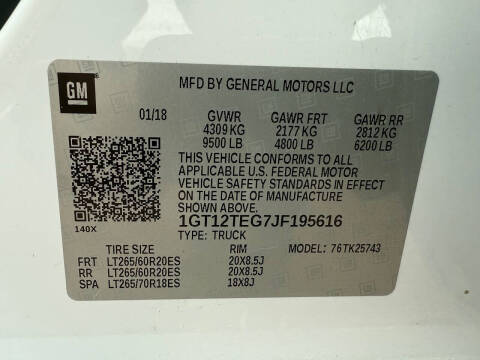 GM
MFD BY GENERAL MOTORS LLC
01/18 GVWR GAWR FRT GAWR RR
4309 KG 2177 KG 2812 KG
9500 LB 4800 LB 6200 LB
THIS VEHICLE CONFORMS TO ALL
APPLICABLE U.S. FEDERAL MOTOR
VEHICLE SAFETY STANDARDS IN EFFECT
ON THE DATE OF MANUFACTURE
SHOWN ABOVE.
140X 1GT12TEG7JF195616
TYPE: TRUCK
TIRE SIZE RIM MODEL: 76TK25743
FRT LT265/60R20ES 20X8.5J
RR LT265/60R20ES 20X8.5J
SPA LT265/70R18ES 18X8J